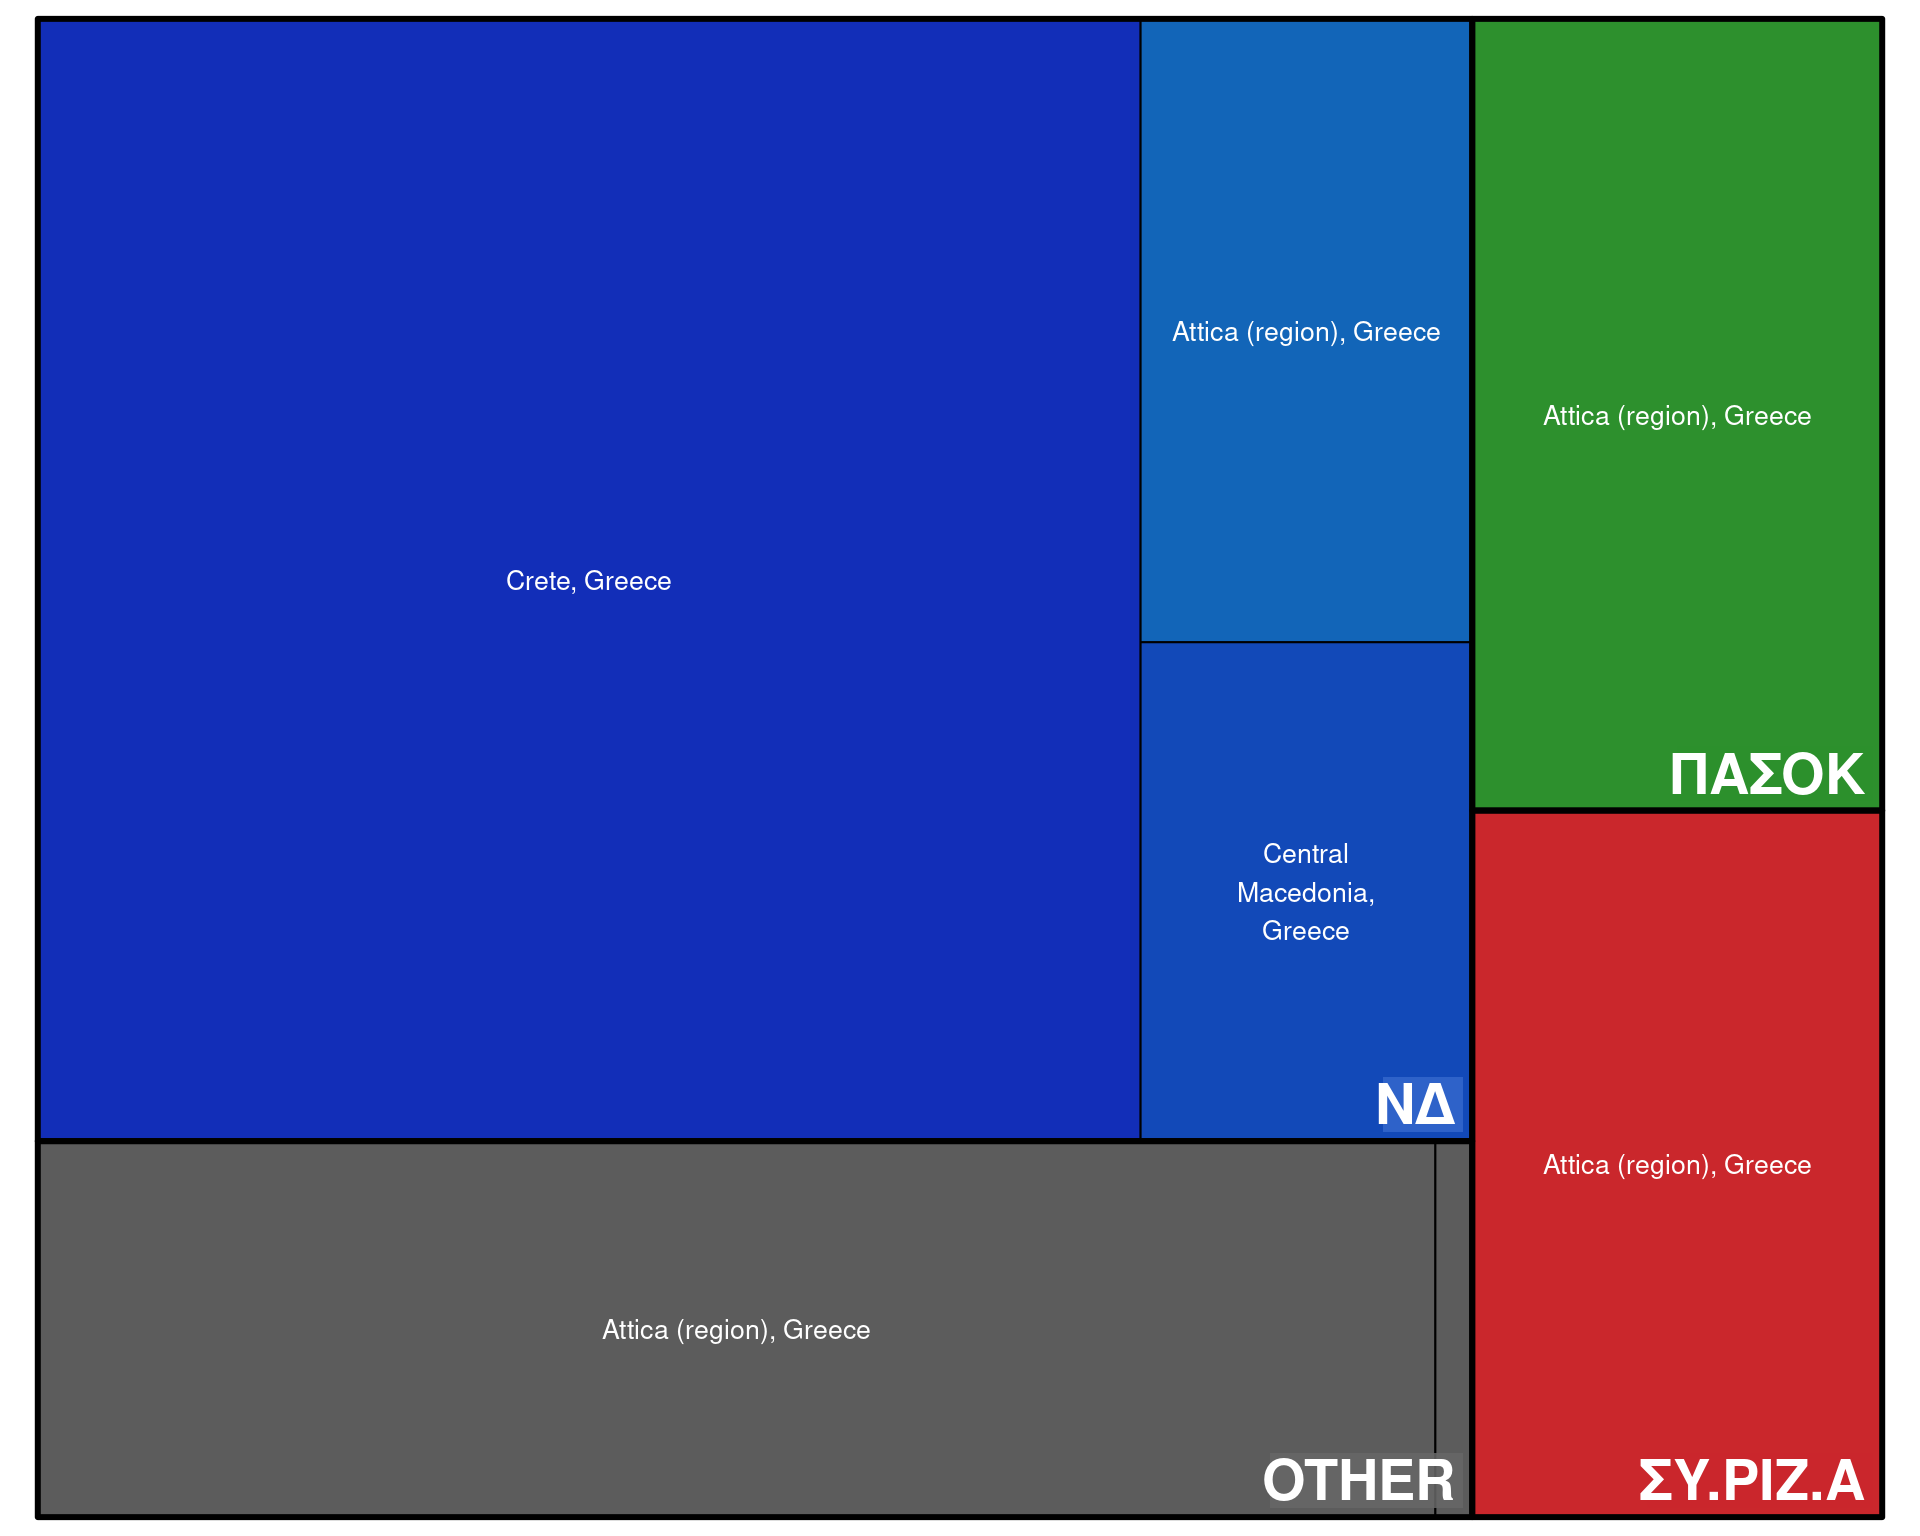 Crete, Greece
Attica (region), Greece
Central
Macedonia,
Greece
ΝΔ
Attica (region), Greece
ΠΑΣΟΚ
Attica (region), Greece
ΣΥ.ΡΙΖ.Α
Attica (region), Greece
OTHER